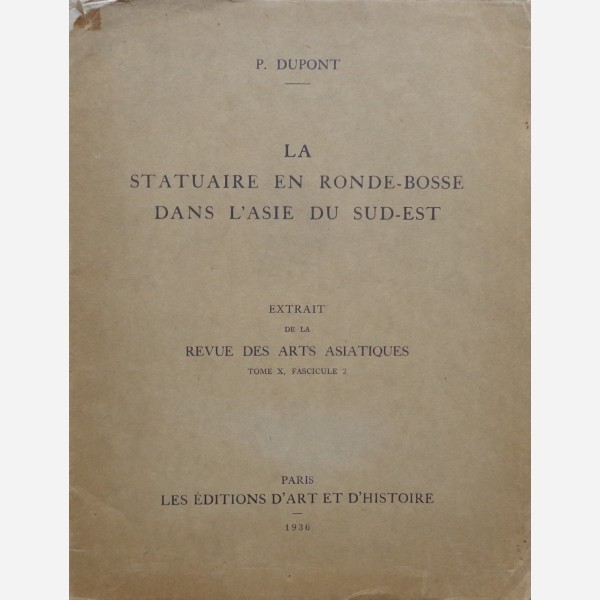 P. DUPONT
LA
STATUAIRE EN RONDE-BOSSE
DANS L'ASIE DU SUD-EST
EXTRAIT
DE LA
REVUE DES ARTS ASIATIQUES
TOME X, FASCICULE 2
PARIS
LES ÉDITIONS D'ART ET D'HISTOIRE
1936